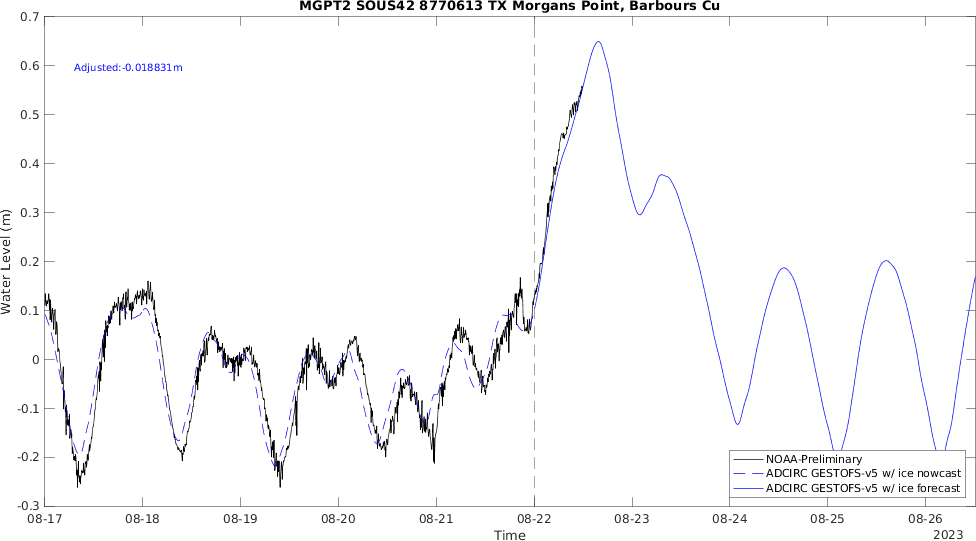 MGPT2 SOUS42 8770613 TX Morgans Point, Barbours Cu
0.7
0.6
0.5
0.4
0.3
0.2
0.1
0
-0.1
-0.2
-0.3
Water Level (m)
Adjusted:-0.018831m
NOAA-Preliminary
ADCIRC GESTOFS-v5 w/ ice nowcast
ADCIRC GESTOFS-v5 w/ ice forecast
08-17 08-18 08-19 08-20 08-21 08-22 08-23 08-24 08-25 08-26
Time
2023